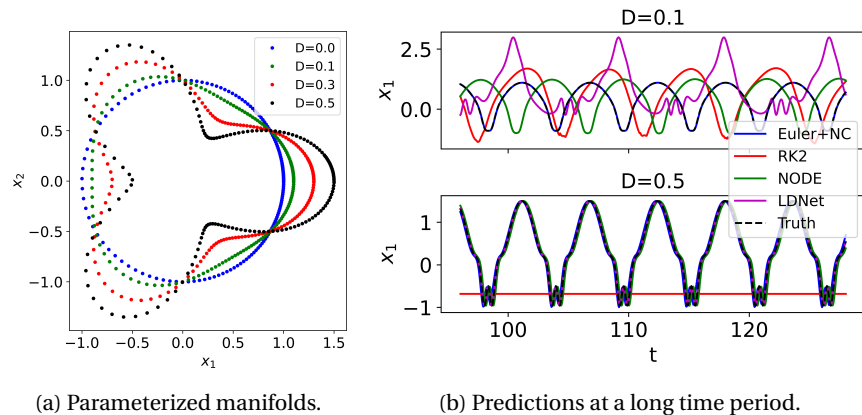 D=0.0
D=0.1
D=0.3
D=0.5
1.0
0.5
0.0
−0.5
−1.0
x₂
−1.0 −0.5 0.0 0.5 1.0 1.5
x₁
(a) Parameterized manifolds.
D=0.1
2.5
0.0
x₁
Euler+NC
RK2
NODE
LDNet
Truth
D=0.5
1
0
−1
x₁
100 110 120
t
(b) Predictions at a long time period.